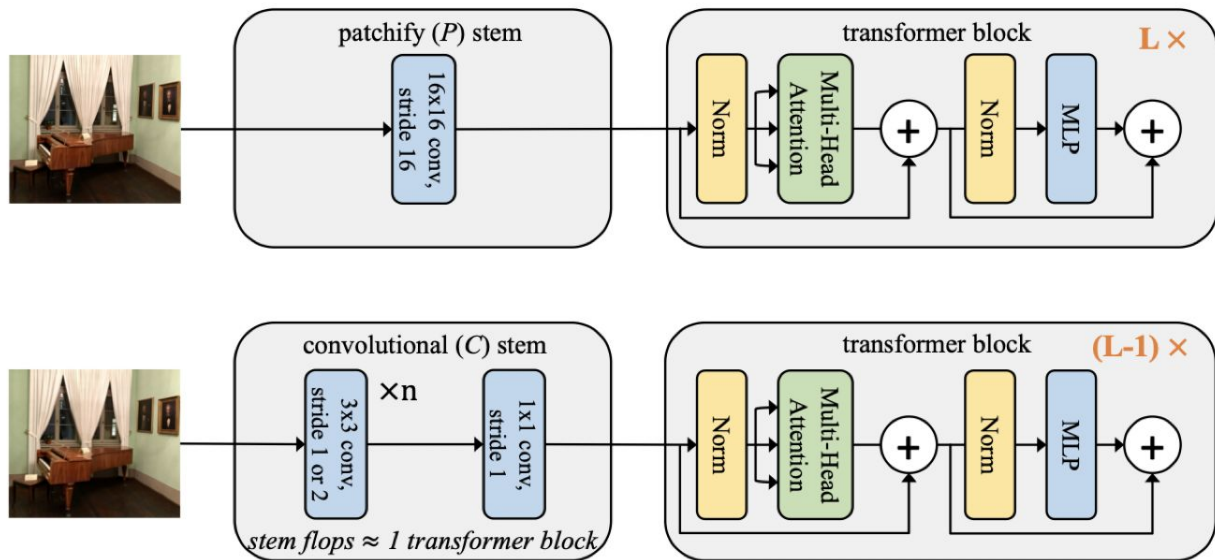 patchify (P) stem
16x16 conv,
stride 16
transformer block
L ×
Norm
Multi-Head
Attention
+
Norm
MLP
+
convolutional (C) stem
3x3 conv,
stride 1 or 2
×n
1x1 conv,
stride 1
stem flops ≈ 1 transformer block
transformer block
(L-1) ×
Norm
Multi-Head
Attention
+
Norm
MLP
+